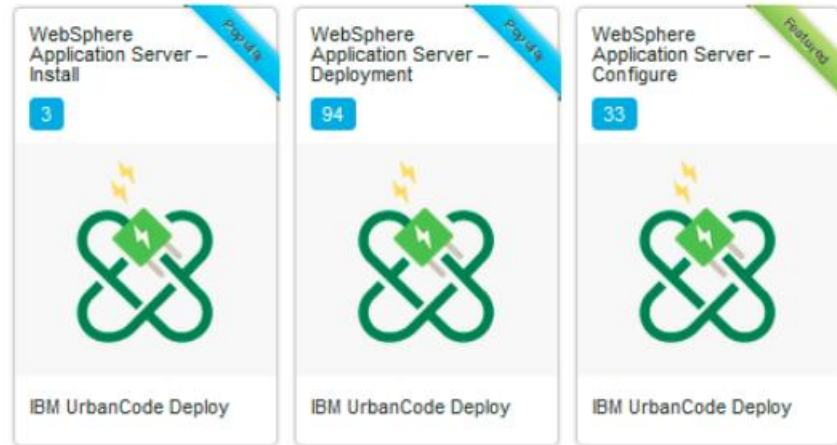 WebSphere
Application Server –
Install
Popular
3
IBM UrbanCode Deploy
WebSphere
Application Server –
Deployment
Popular
94
IBM UrbanCode Deploy
WebSphere
Application Server –
Configure
Featured
33
IBM UrbanCode Deploy